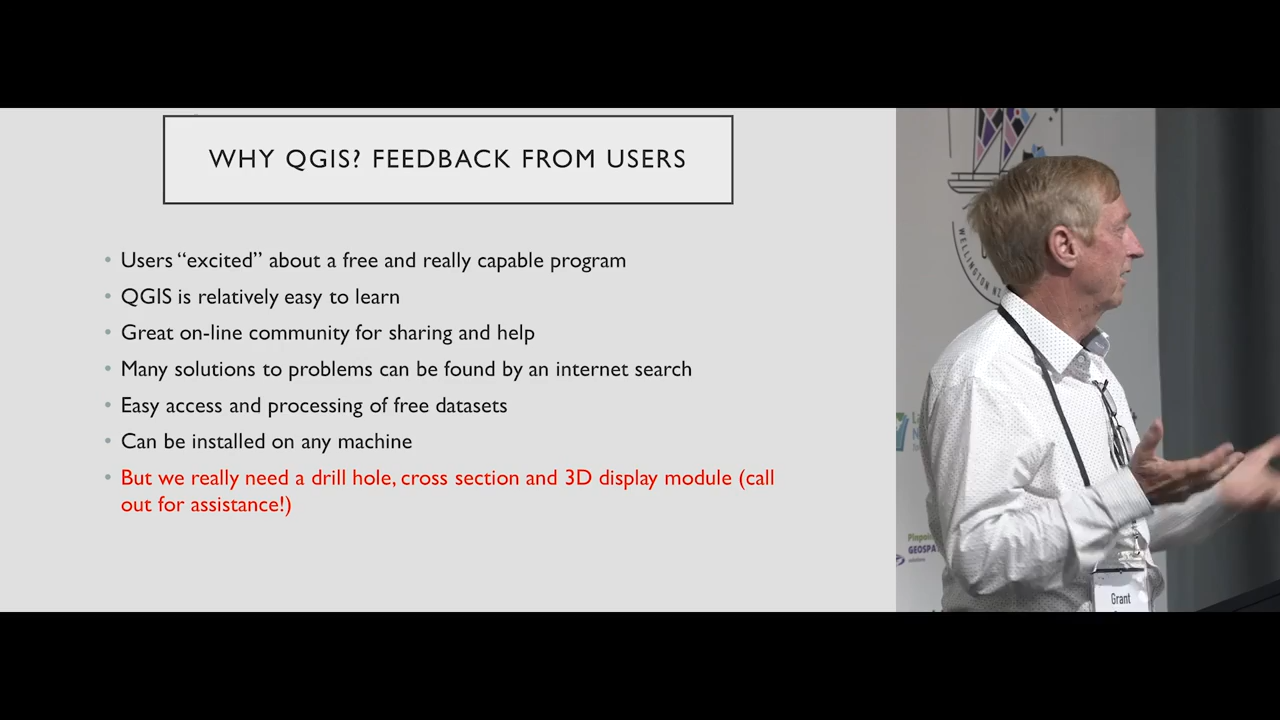 WHY QGIS? FEEDBACK FROM USERS
• Users “excited” about a free and really capable program
• QGIS is relatively easy to learn
• Great on-line community for sharing and help
• Many solutions to problems can be found by an internet search
• Easy access and processing of free datasets
• Can be installed on any machine
• But we really need a drill hole, cross section and 3D display module (call
out for assistance!)
WELLINGTON NZ
GEOSPA
Grant